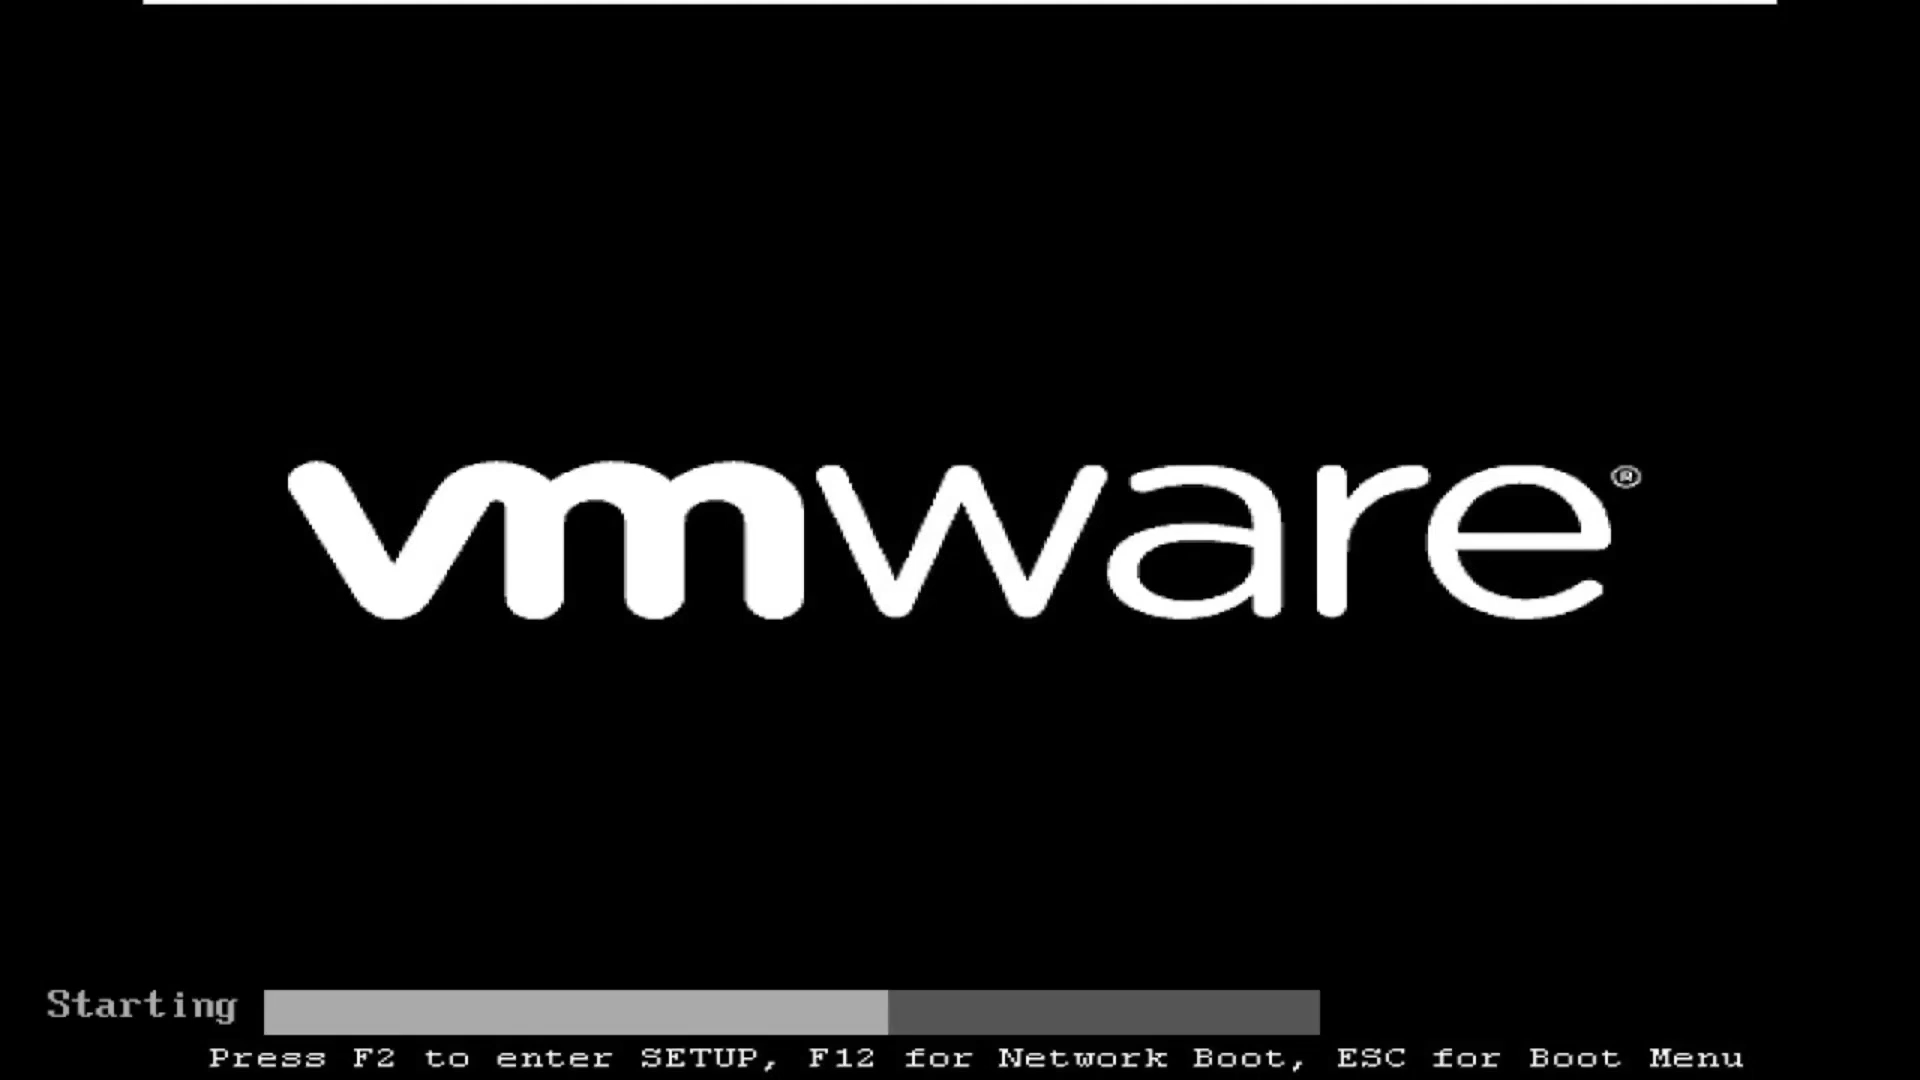 vmware®
Starting
Press F2 to enter SETUP, F12 for Network Boot, ESC for Boot Menu